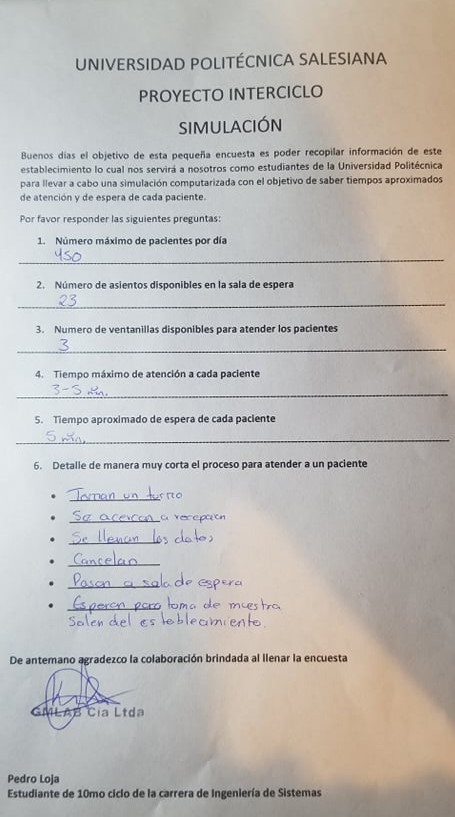 UNIVERSIDAD POLITÉCNICA SALESIANA
PROYECTO INTERCICLO
SIMULACIÓN
Buenos días el objetivo de esta pequeña encuesta es poder recopilar información de este
establecimiento lo cual nos servirá a nosotros como estudiantes de la Universidad Politécnica
para llevar a cabo una simulación computarizada con el objetivo de saber tiempos aproximados
de atención y de espera de cada paciente.
Por favor responder las siguientes preguntas:
1. Número máximo de pacientes por día
450
2. Número de asientos disponibles en la sala de espera
23
3. Numero de ventanillas disponibles para atender los pacientes
3
4. Tiempo máximo de atención a cada paciente
3-5 min.
5. Tiempo aproximado de espera de cada paciente
5 min.
6. Detalle de manera muy corta el proceso para atender a un paciente
• Toman un turno
• Se acercan a recepcion
• Se llenan los datos
• Cancelan
• Pasan a sala de espera
• Esperan para toma de muestra
Salen del establecimiento.
De antemano agradezco la colaboración brindada al llenar la encuesta
GMLAB Cia Ltda
Pedro Loja
Estudiante de 10mo ciclo de la carrera de Ingeniería de Sistemas